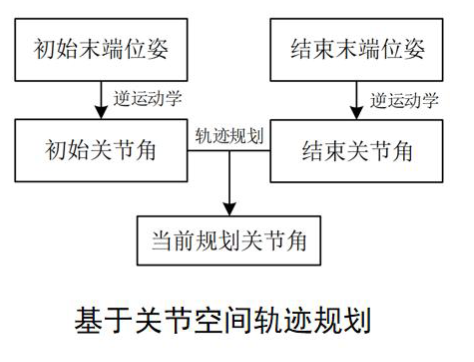 初始末端位姿
结束末端位姿
逆运动学
逆运动学
初始关节角
轨迹规划
结束关节角
当前规划关节角
基于关节空间轨迹规划